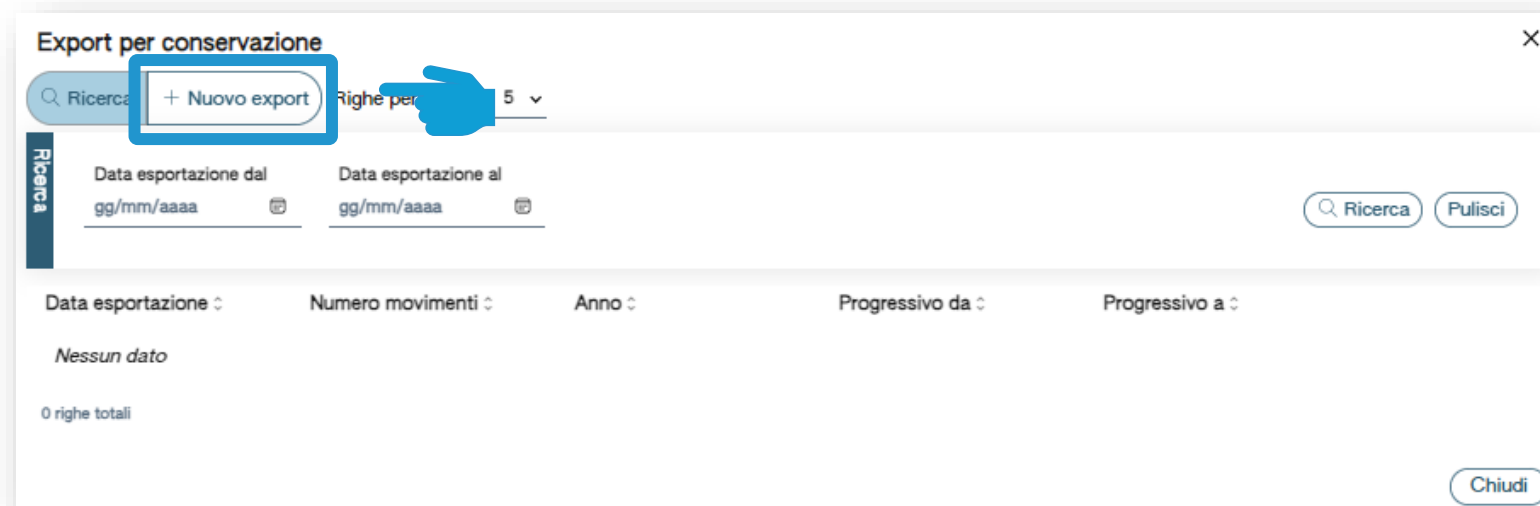 Export per conservazione
Ricerca + Nuovo export Righe per 5
Ricerca
Data esportazione dal Data esportazione al
gg/mm/aaaa gg/mm/aaaa Ricerca Pulisci
Data esportazione Numero movimenti Anno Progressivo da Progressivo a
Nessun dato
0 righe totali
Chiudi